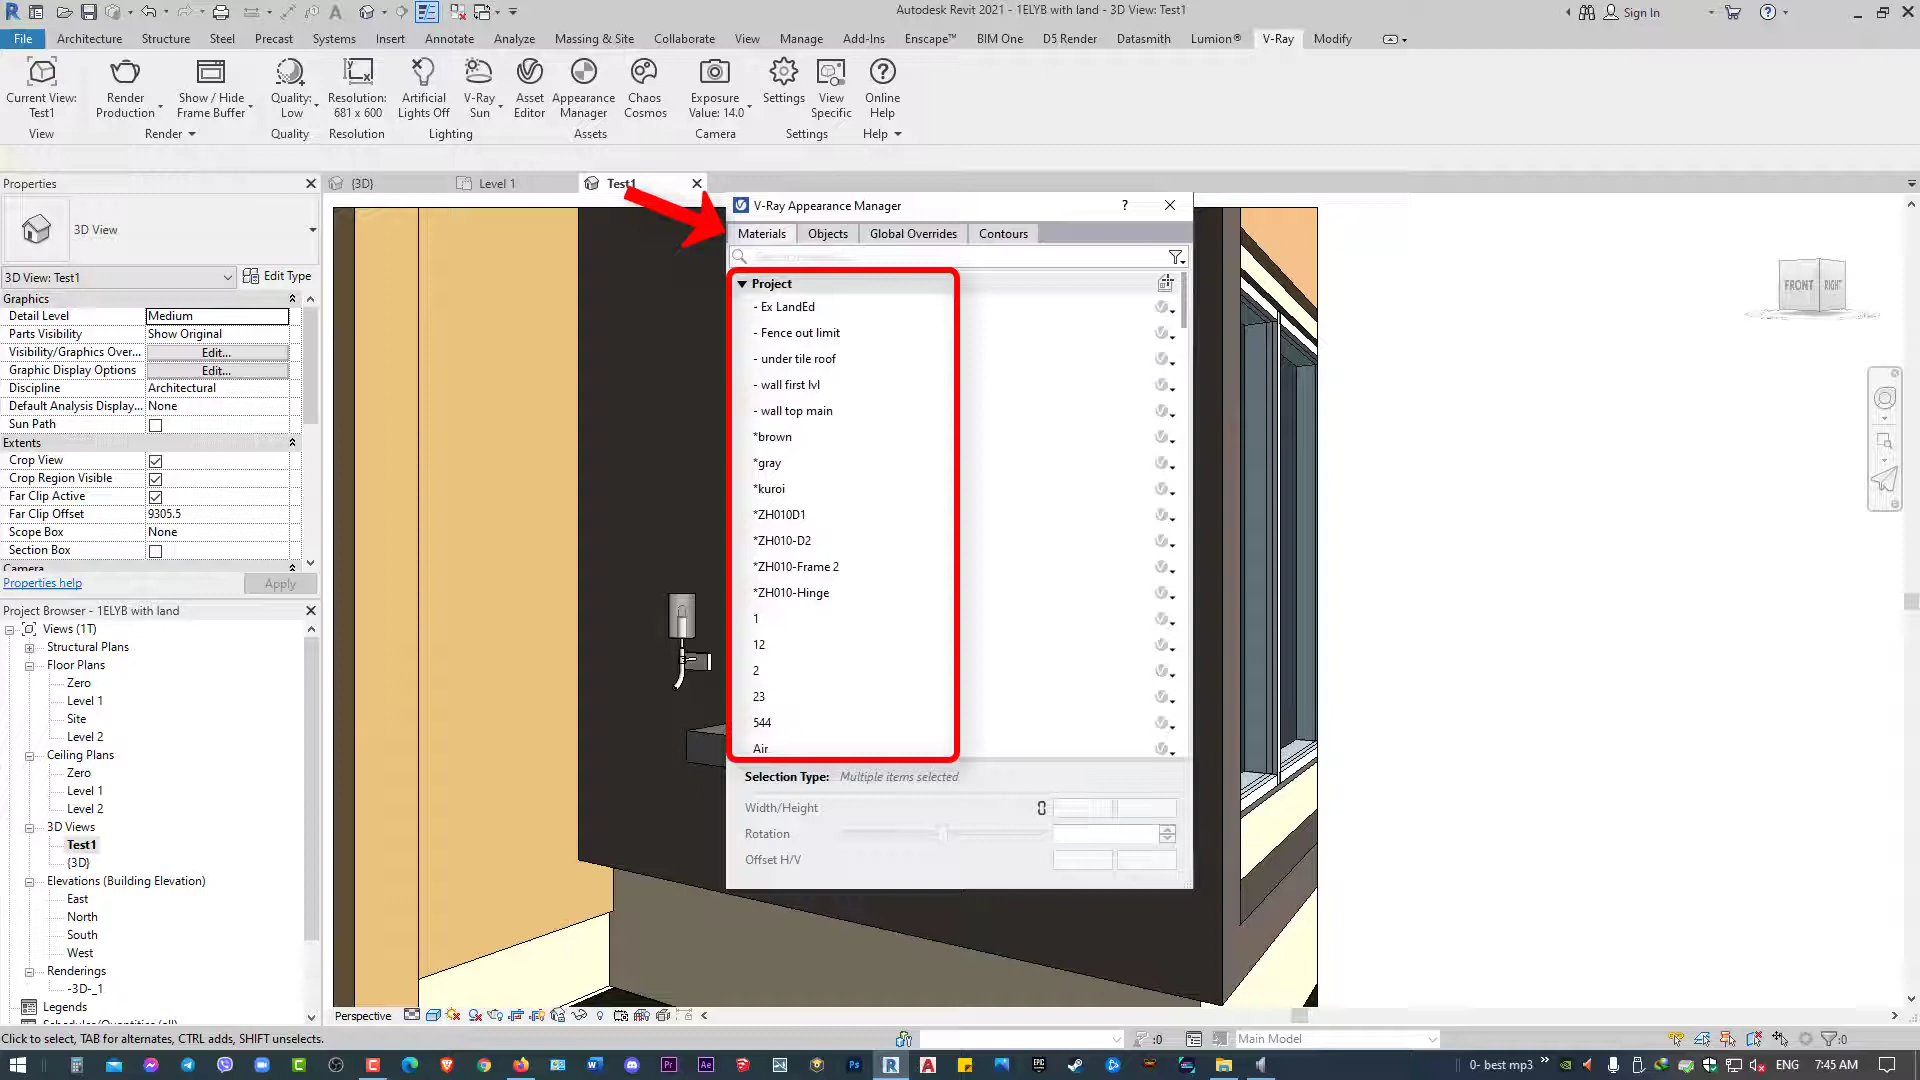 Autodesk Revit 2021 - 1ELYB with land - 3D View: Test1
Sign In
File Architecture Structure Steel Precast Systems Insert Annotate Analyze Massing & Site Collaborate View Manage Add-Ins Enscape™ BIM One D5 Render Datasmith Lumion® V-Ray Modify
Current View: Test1
Render Production
Show / Hide Frame Buffer
Quality: Low
Resolution: 681 x 600
Artificial Lights Off
V-Ray Sun
Asset Editor
Appearance Manager
Chaos Cosmos
Exposure Value: 14.0
Settings
View Specific
Online Help
View Render Quality Resolution Lighting Assets Camera Settings Help
Properties
{3D} Level 1 Test1
3D View
3D View: Test1 Edit Type
Graphics
Detail Level Medium
Parts Visibility Show Original
Visibility/Graphics Over... Edit...
Graphic Display Options Edit...
Discipline Architectural
Default Analysis Display... None
Sun Path
Extents
Crop View
Crop Region Visible
Far Clip Active
Far Clip Offset 9305.5
Scope Box None
Section Box
Camera
Properties help Apply
Project Browser - 1ELYB with land
Views (1T)
Structural Plans
Floor Plans
Zero
Level 1
Site
Level 2
Ceiling Plans
Zero
Level 1
Level 2
3D Views
Test1
{3D}
Elevations (Building Elevation)
East
North
South
West
Renderings
-3D-_1
Legends
V-Ray Appearance Manager ?
Materials Objects Global Overrides Contours
Project
- Ex LandEd
- Fence out limit
- under tile roof
- wall first lvl
- wall top main
*brown
*gray
*kuroi
*ZH010D1
*ZH010-D2
*ZH010-Frame 2
*ZH010-Hinge
1
12
2
23
544
Air
Selection Type: Multiple items selected
Width/Height
Rotation
Offset H/V
FRONT RIGHT
Perspective
Click to select, TAB for alternates, CTRL adds, SHIFT unselects.
:0
Main Model
:0
0- best mp3
ENG
7:45 AM